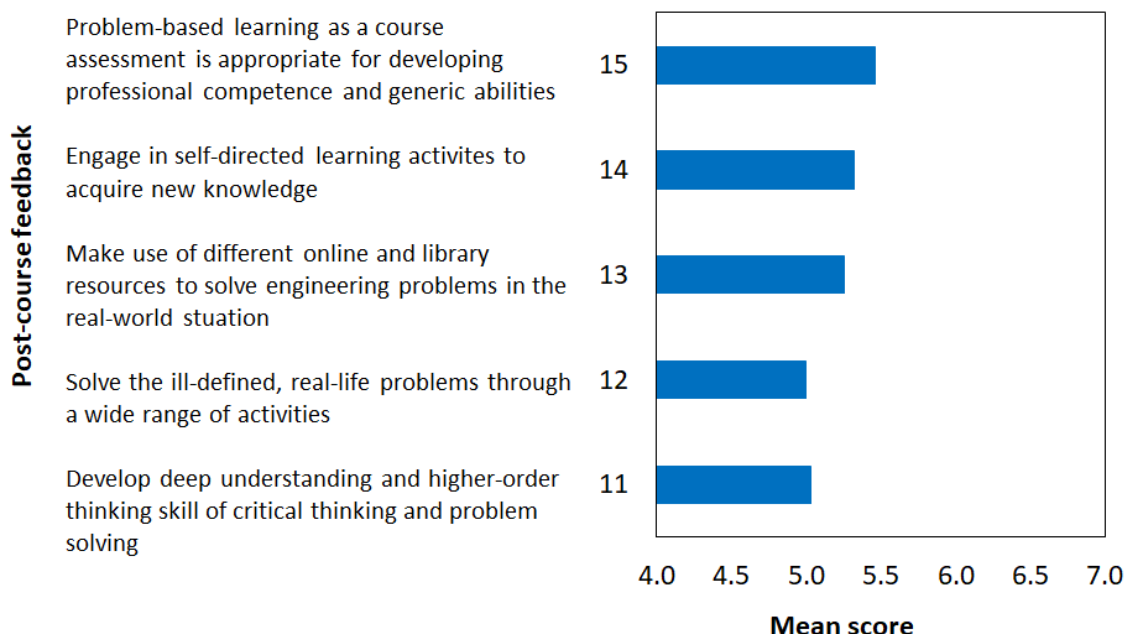 Problem-based learning as a course
assessment is appropriate for developing
professional competence and generic abilities
15
Engage in self-directed learning activites to
acquire new knowledge
14
Make use of different online and library
resources to solve engineering problems in the
real-world stuation
13
Solve the ill-defined, real-life problems through
a wide range of activities
12
Develop deep understanding and higher-order
thinking skill of critical thinking and problem
solving
11
Post-course feedback
4.0 4.5 5.0 5.5 6.0 6.5 7.0
Mean score